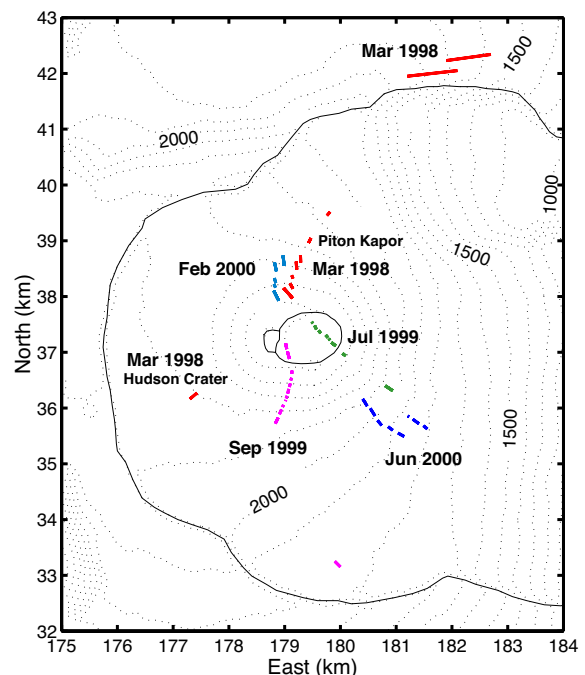 43
42
41
40
39
38
37
36
35
34
33
32
North (km)
Mar 1998
1500
2000
1000
Piton Kapor
Feb 2000
Mar 1998
1500
Jul 1999
Mar 1998
Hudson Crater
Sep 1999
Jun 2000
1500
2000
175
176
177
178
179
180
181
182
183
184
East (km)